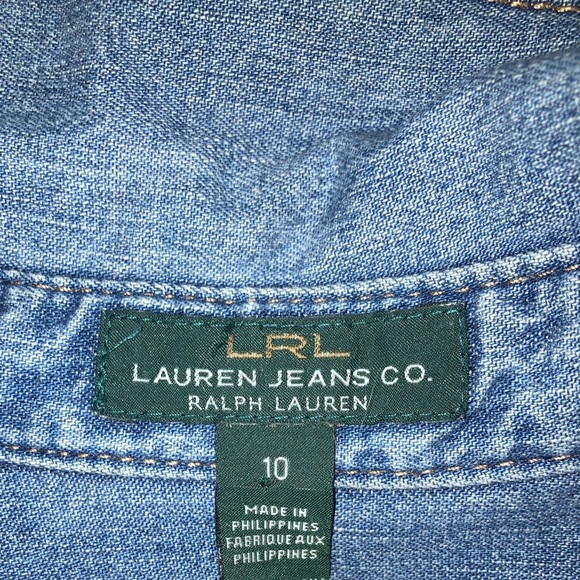 LRL
LAUREN JEANS CO.
RALPH LAUREN
10
MADE IN
PHILIPPINES
FABRIQUE AUX
PHILIPPINES